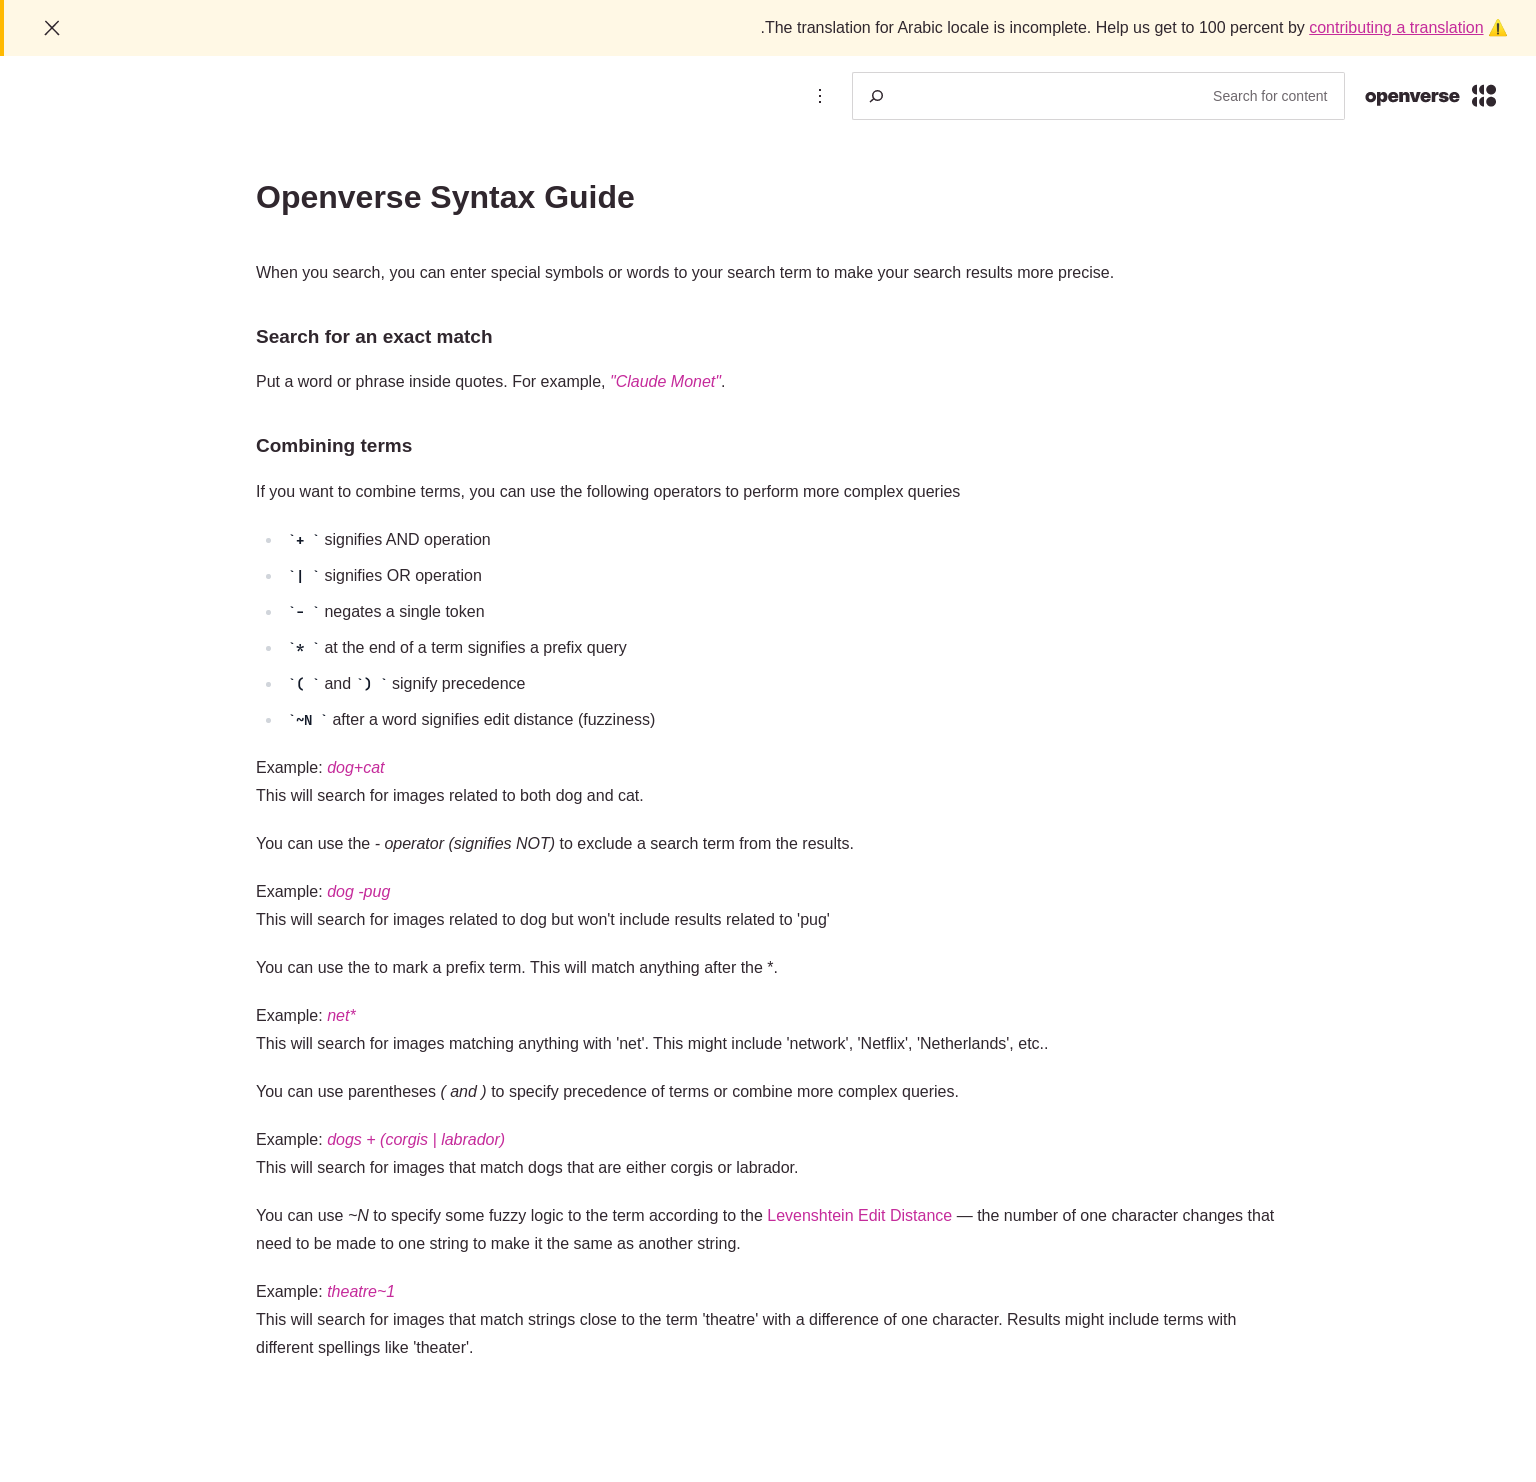 ⚠️ .The translation for Arabic locale is incomplete. Help us get to 100 percent by contributing a translation
openverse
Search for content
Openverse Syntax Guide
When you search, you can enter special symbols or words to your search term to make your search results more precise.
Search for an exact match
Put a word or phrase inside quotes. For example, "Claude Monet".
Combining terms
If you want to combine terms, you can use the following operators to perform more complex queries
`+ ` signifies AND operation
`| ` signifies OR operation
`- ` negates a single token
`* ` at the end of a term signifies a prefix query
`( ` and `) ` signify precedence
`~N ` after a word signifies edit distance (fuzziness)
Example: dog+cat
This will search for images related to both dog and cat.
You can use the - operator (signifies NOT) to exclude a search term from the results.
Example: dog -pug
This will search for images related to dog but won't include results related to 'pug'
You can use the to mark a prefix term. This will match anything after the *.
Example: net*
This will search for images matching anything with 'net'. This might include 'network', 'Netflix', 'Netherlands', etc..
You can use parentheses ( and ) to specify precedence of terms or combine more complex queries.
Example: dogs + (corgis | labrador)
This will search for images that match dogs that are either corgis or labrador.
You can use ~N to specify some fuzzy logic to the term according to the Levenshtein Edit Distance — the number of one character changes that
need to be made to one string to make it the same as another string.
Example: theatre~1
This will search for images that match strings close to the term 'theatre' with a difference of one character. Results might include terms with
different spellings like 'theater'.